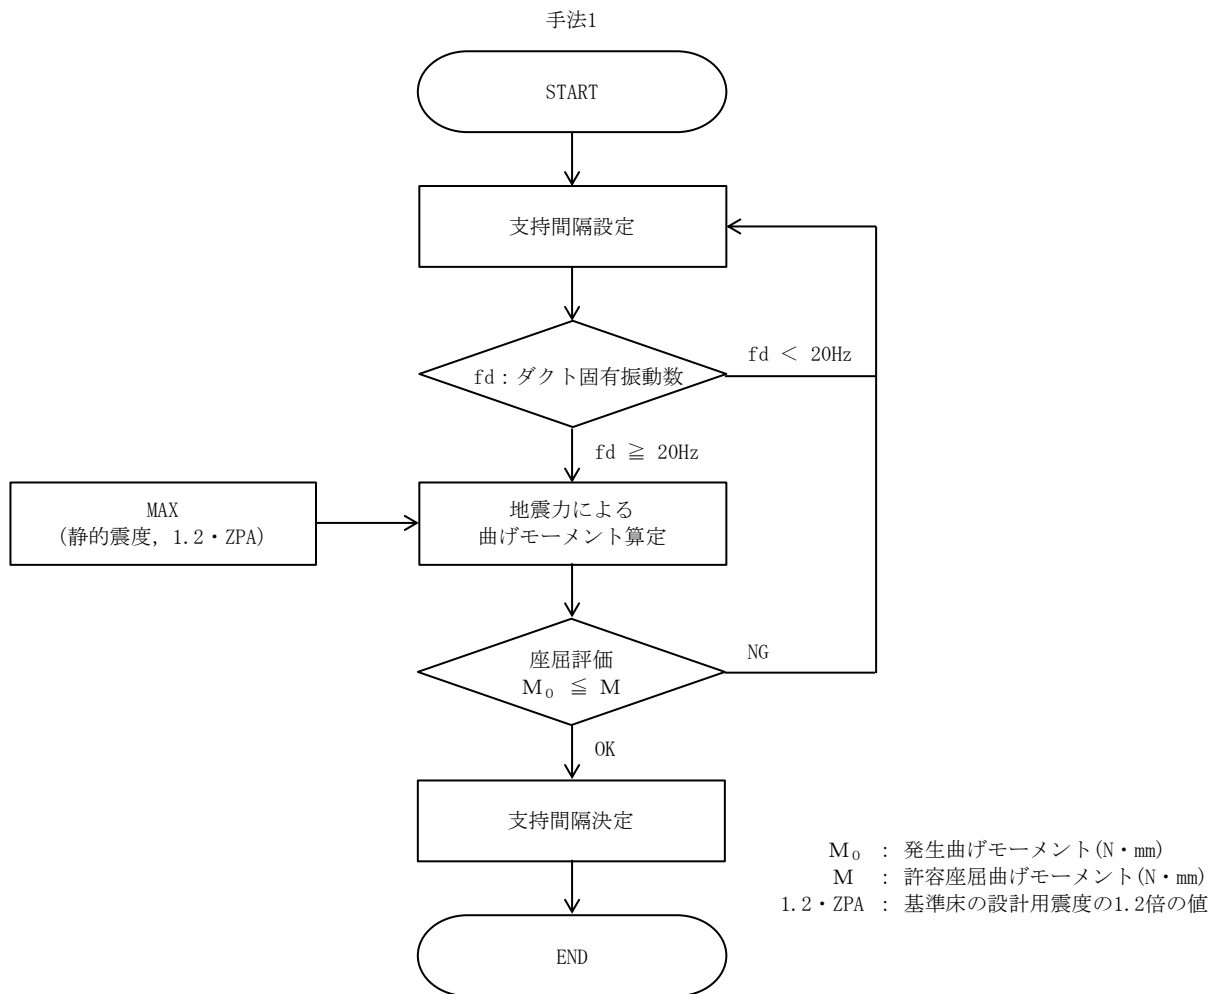 手法1
START
支持間隔設定
fd < 20Hz
fd：ダクト固有振動数
fd ≧ 20Hz
MAX
(静的震度, 1.2・ZPA)
地震力による
曲げモーメント算定
座屈評価
M₀ ≦ M
NG
OK
支持間隔決定
M₀ : 発生曲げモーメント(N・mm)
M : 許容座屈曲げモーメント(N・mm)
1.2・ZPA : 基準床の設計用震度の1.2倍の値
END